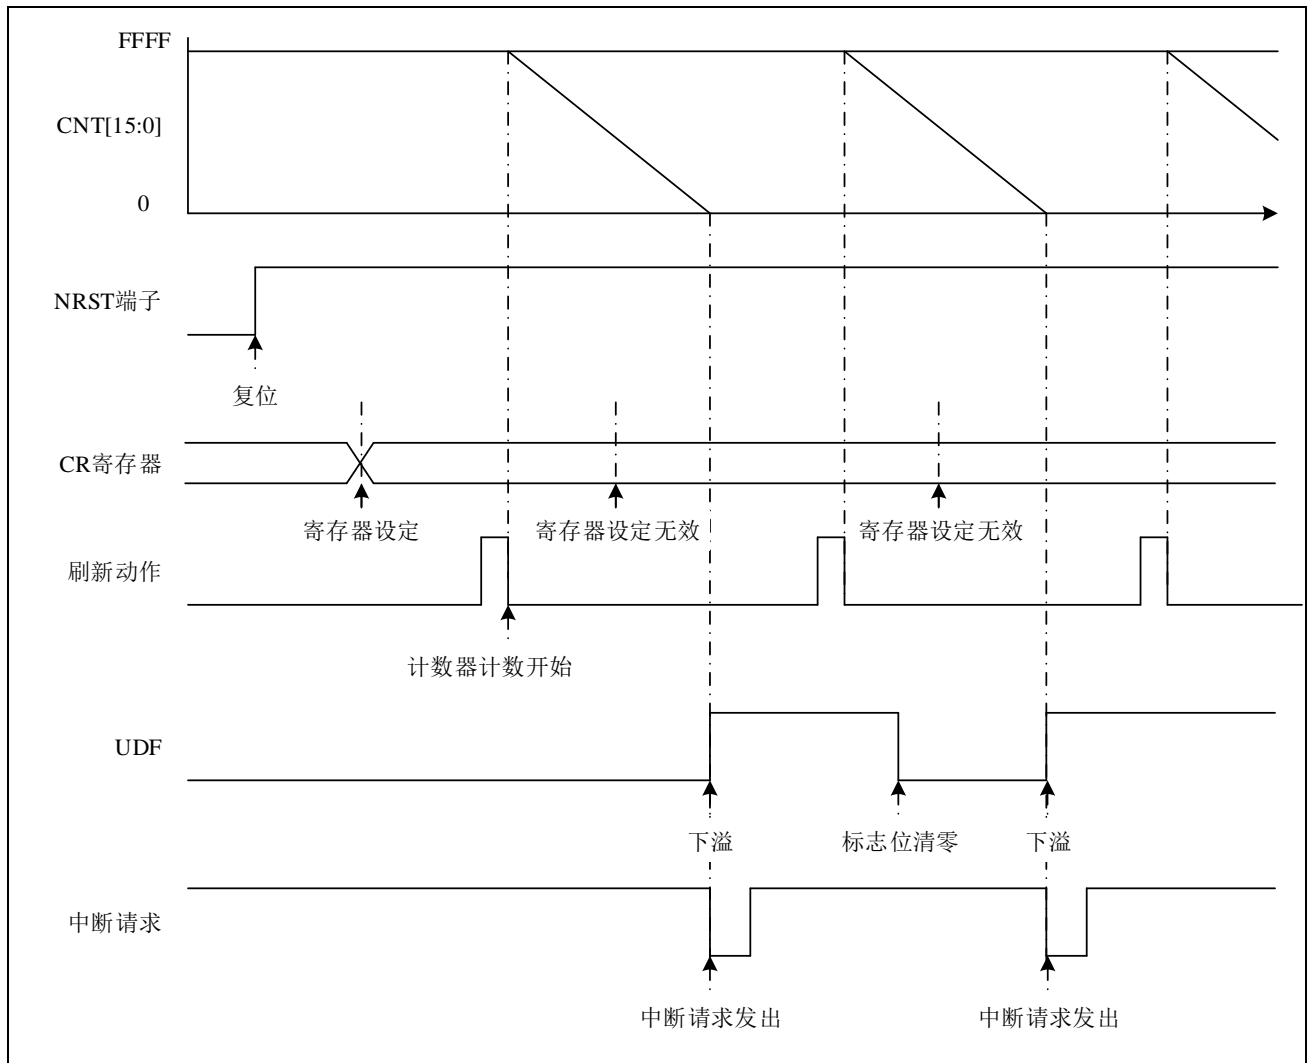 FFFF
CNT[15:0]
0
NRST端子
复位
CR寄存器
寄存器设定
寄存器设定无效
寄存器设定无效
刷新动作
计数器计数开始
UDF
下溢
标志位清零
下溢
中断请求
中断请求发出
中断请求发出